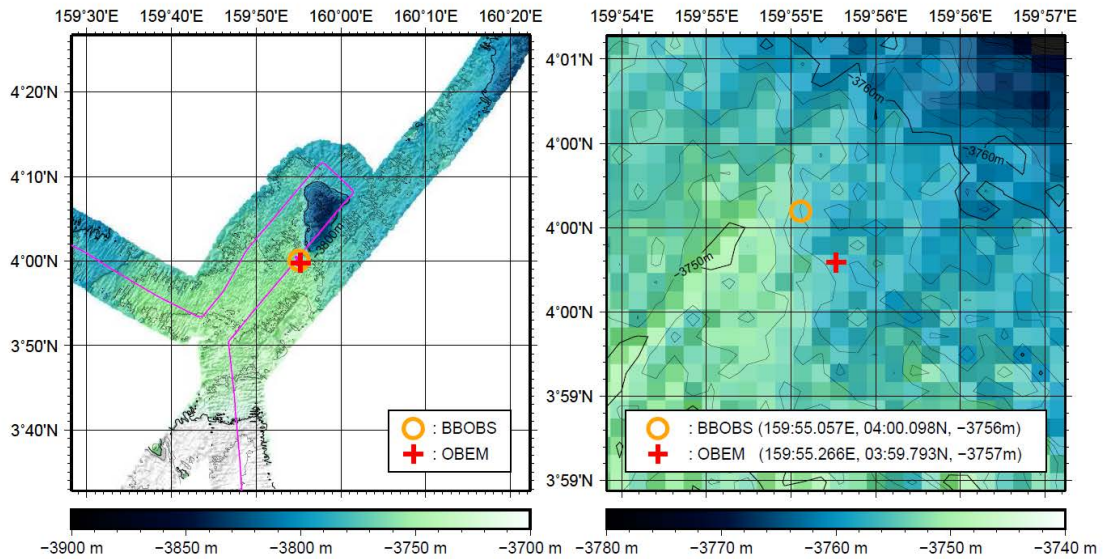 159°30'E 159°40'E 159°50'E 160°00'E 160°10'E 160°20'E
4°20'N
4°10'N
4°00'N
3°50'N
3°40'N
−3800m
: BBOBS
: OBEM
−3900 m −3850 m −3800 m −3750 m −3700 m
159°54'E 159°55'E 159°55'E 159°56'E 159°56'E 159°57'E
4°01'N
4°00'N
4°00'N
4°00'N
3°59'N
3°59'N
−3760m
−3760m
−3750m
: BBOBS (159:55.057E, 04:00.098N, −3756m)
: OBEM (159:55.266E, 03:59.793N, −3757m)
−3780 m −3770 m −3760 m −3750 m −3740 m